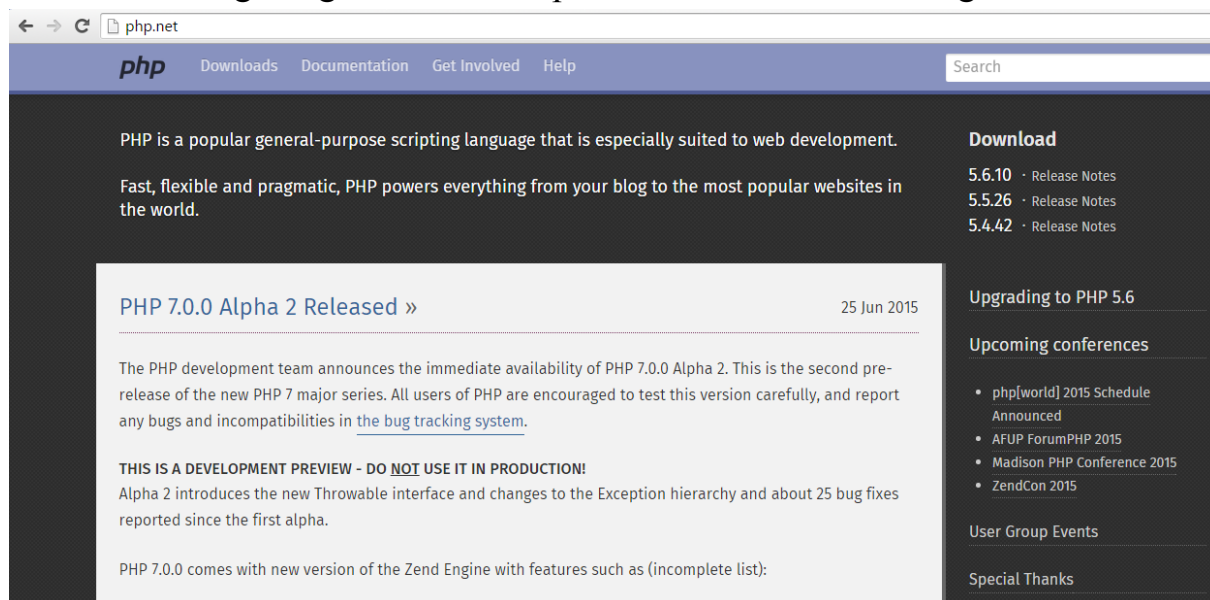 php.net
php Downloads Documentation Get Involved Help
Search
PHP is a popular general-purpose scripting language that is especially suited to web development.
Fast, flexible and pragmatic, PHP powers everything from your blog to the most popular websites in
the world.
Download
5.6.10 · Release Notes
5.5.26 · Release Notes
5.4.42 · Release Notes
PHP 7.0.0 Alpha 2 Released »
25 Jun 2015
The PHP development team announces the immediate availability of PHP 7.0.0 Alpha 2. This is the second pre-
release of the new PHP 7 major series. All users of PHP are encouraged to test this version carefully, and report
any bugs and incompatibilities in the bug tracking system.
THIS IS A DEVELOPMENT PREVIEW - DO NOT USE IT IN PRODUCTION!
Alpha 2 introduces the new Throwable interface and changes to the Exception hierarchy and about 25 bug fixes
reported since the first alpha.
PHP 7.0.0 comes with new version of the Zend Engine with features such as (incomplete list):
Upgrading to PHP 5.6
Upcoming conferences
• php[world] 2015 Schedule
Announced
• AFUP ForumPHP 2015
• Madison PHP Conference 2015
• ZendCon 2015
User Group Events
Special Thanks